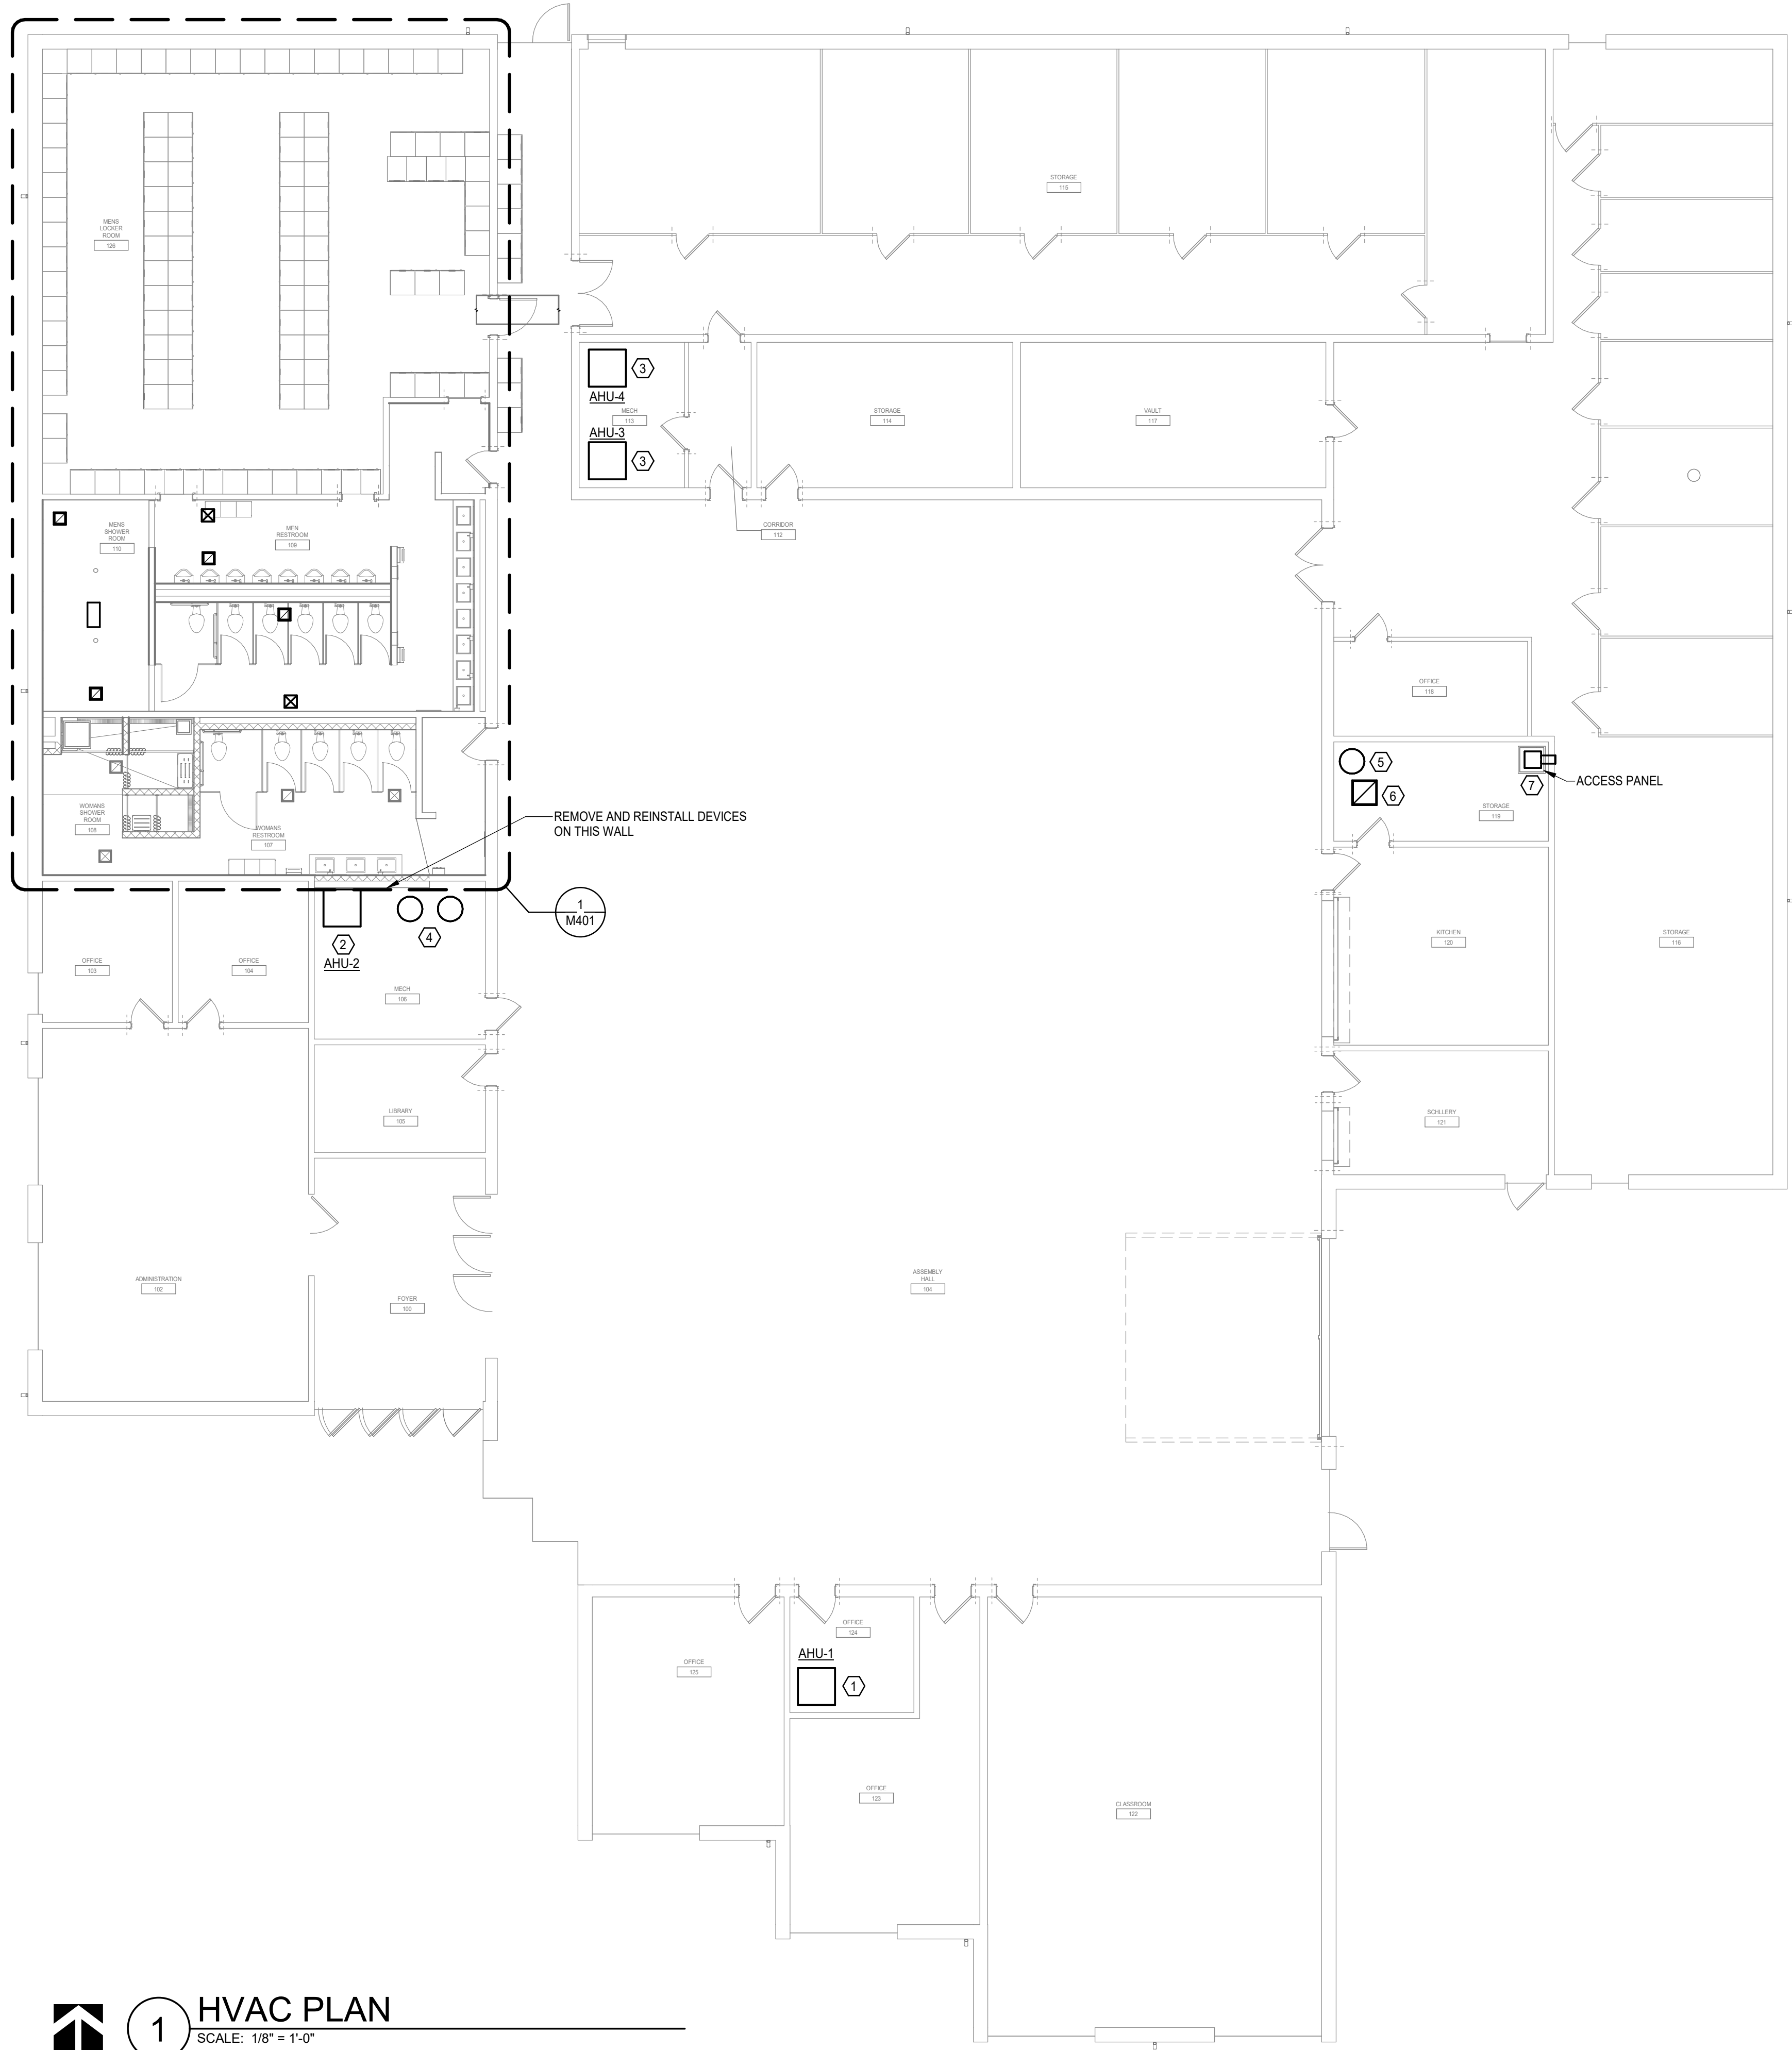 STORAGE
115
MENS
LOCKER
ROOM
126
3
AHU-4
MECH
113
AHU-3
3
STORAGE
114
VAULT
117
CORRIDOR
112
MENS
SHOWER
ROOM
110
MEN
RESTROOM
109
OFFICE
118
5
6
7
ACCESS PANEL
STORAGE
119
WOMANS
SHOWER
ROOM
108
WOMANS
RESTROOM
107
REMOVE AND REINSTALL DEVICES
ON THIS WALL
1
M401
2
AHU-2
4
OFFICE
103
OFFICE
104
MECH
106
KITCHEN
120
STORAGE
116
LIBRARY
105
SCHLLERY
121
ADMINISTRATION
102
FOYER
100
ASSEMBLY
HALL
104
OFFICE
124
AHU-1
1
OFFICE
125
OFFICE
123
CLASSROOM
122
1
HVAC PLAN
SCALE: 1/8" = 1'-0"